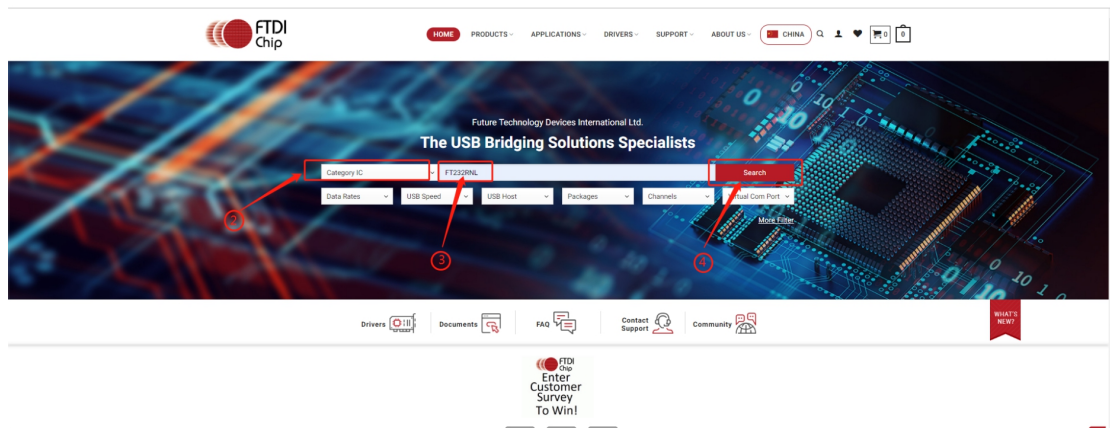 FTDI
Chip
HOME PRODUCTS APPLICATIONS DRIVERS SUPPORT ABOUT US CHINA 0 0
Future Technology Devices International Ltd.
The USB Bridging Solutions Specialists
Category IC FT232RNL Search
Data Rates USB Speed USB Host Packages Channels Virtual Com Port
More Filter
② ③ ④
Drivers Documents FAQ Contact Support Community
WHAT'S
NEW?
FTDI
Chip
Enter
Customer
Survey
To Win!